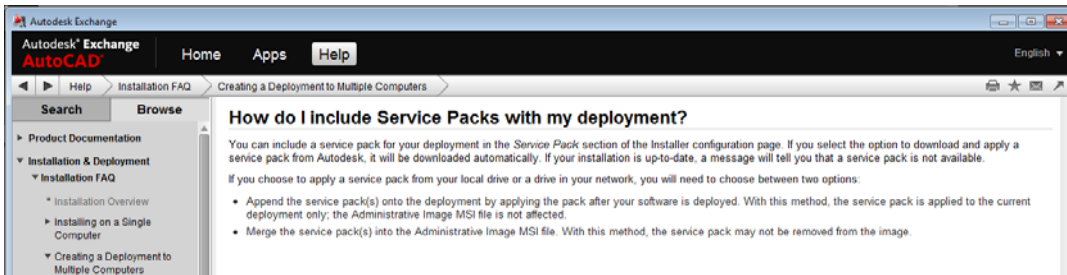 Autodesk Exchange
Autodesk® Exchange
AutoCAD®
Home Apps Help
English
Help Installation FAQ Creating a Deployment to Multiple Computers
Search Browse
Product Documentation
Installation & Deployment
Installation FAQ
Installation Overview
Installing on a Single
Computer
Creating a Deployment to
Multiple Computers
How do I include Service Packs with my deployment?
You can include a service pack for your deployment in the Service Pack section of the Installer configuration page. If you select the option to download and apply a
service pack from Autodesk, it will be downloaded automatically. If your installation is up-to-date, a message will tell you that a service pack is not available.
If you choose to apply a service pack from your local drive or a drive in your network, you will need to choose between two options:
• Append the service pack(s) onto the deployment by applying the pack after your software is deployed. With this method, the service pack is applied to the current
deployment only; the Administrative Image MSI file is not affected.
• Merge the service pack(s) into the Administrative Image MSI file. With this method, the service pack may not be removed from the image.